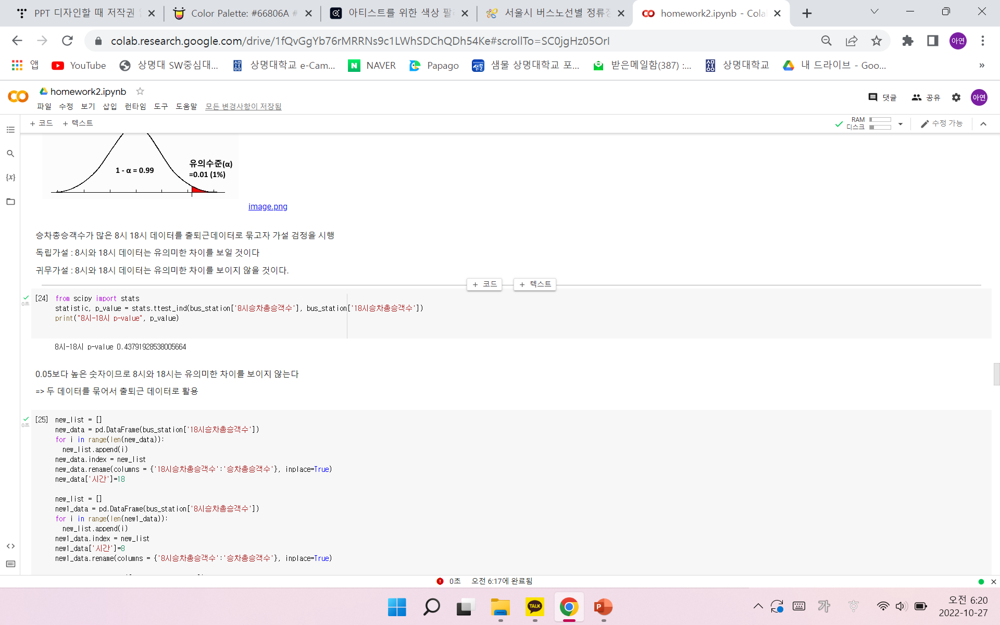 PPT 디자인할 때 저작권
Color Palette: #66806A #
아티스트를 위한 색상 팔
서울시 버스노선별 정류
homework2.ipynb - Cola
colab.research.google.com/drive/1fQvGgYb76rMRRNs9c1LWhSDChQDh54Ke#scrollTo=SC0jgHz05OrI
아연
앱
YouTube
상명대 SW중심대...
상명대학교 e-Cam...
NAVER
Papago
샘물 상명대학교 포...
받은메일함(387) :...
상명대학교
내 드라이브 - Goo...
»
homework2.ipynb
파일 수정 보기 삽입 런타임 도구 도움말 모든 변경사항이 저장됨
댓글
공유
아연
+ 코드 + 텍스트
RAM
디스크
수정 가능
1 - α = 0.99
유의수준(α)
=0.01 (1%)
image.png
승차총승객수가 많은 8시 18시 데이터를 출퇴근데이터로 묶고자 가설 검정을 시행
독립가설 : 8시와 18시 데이터는 유의미한 차이를 보일 것이다
귀무가설 : 8시와 18시 데이터는 유의미한 차이를 보이지 않을 것이다.
+ 코드 + 텍스트
0초
[24] from scipy import stats
statistic, p_value = stats.ttest_ind(bus_station['8시승차총승객수'], bus_station['18시승차총승객수'])
print("8시-18시 p-value", p_value)
8시-18시 p-value 0.43791928538005664
0.05보다 높은 숫자이므로 8시와 18시는 유의미한 차이를 보이지 않는다
=> 두 데이터를 묶어서 출퇴근 데이터로 활용
0초
[25] new_list = []
new_data = pd.DataFrame(bus_station['18시승차총승객수'])
for i in range(len(new_data)):
new_list.append(i)
new_data.index = new_list
new_data.rename(columns = {'18시승차총승객수':'승차총승객수'}, inplace=True)
new_data['시간']=18
new_list = []
new1_data = pd.DataFrame(bus_station['8시승차총승객수'])
for i in range(len(new1_data)):
new_list.append(i)
new1_data.index = new_list
new1_data['시간']=8
new1_data.rename(columns = {'8시승차총승객수':'승차총승객수'}, inplace=True)
0초 오전 6:17에 완료됨
TALK
P
가
ㅎ
오전 6:20
2022-10-27